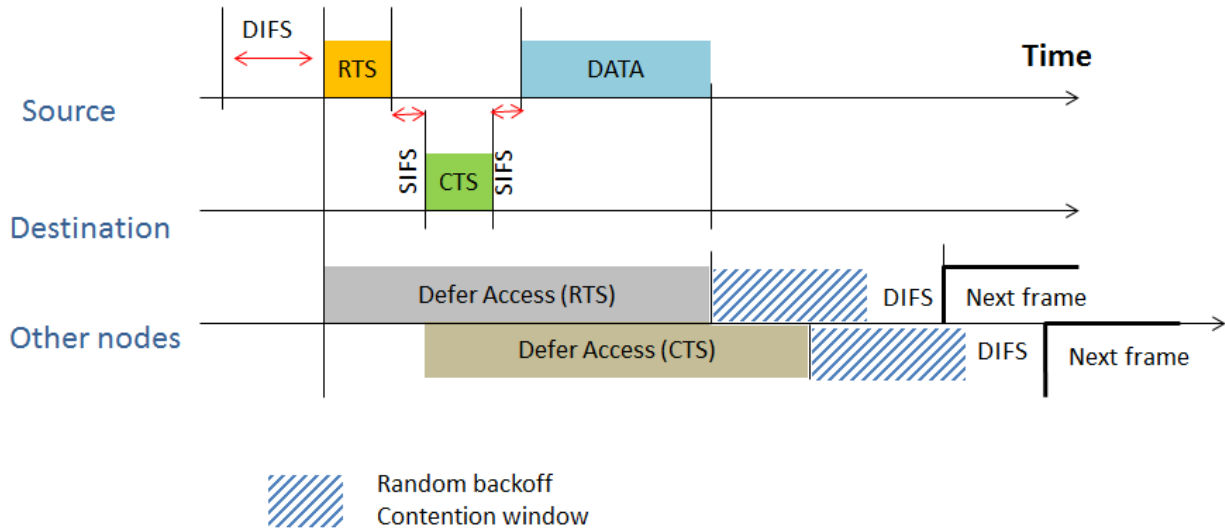 DIFS
RTS
DATA
Time
Source
SIFS
CTS
SIFS
Destination
Defer Access (RTS)
DIFS
Next frame
Other nodes
Defer Access (CTS)
DIFS
Next frame
Random backoff
Contention window